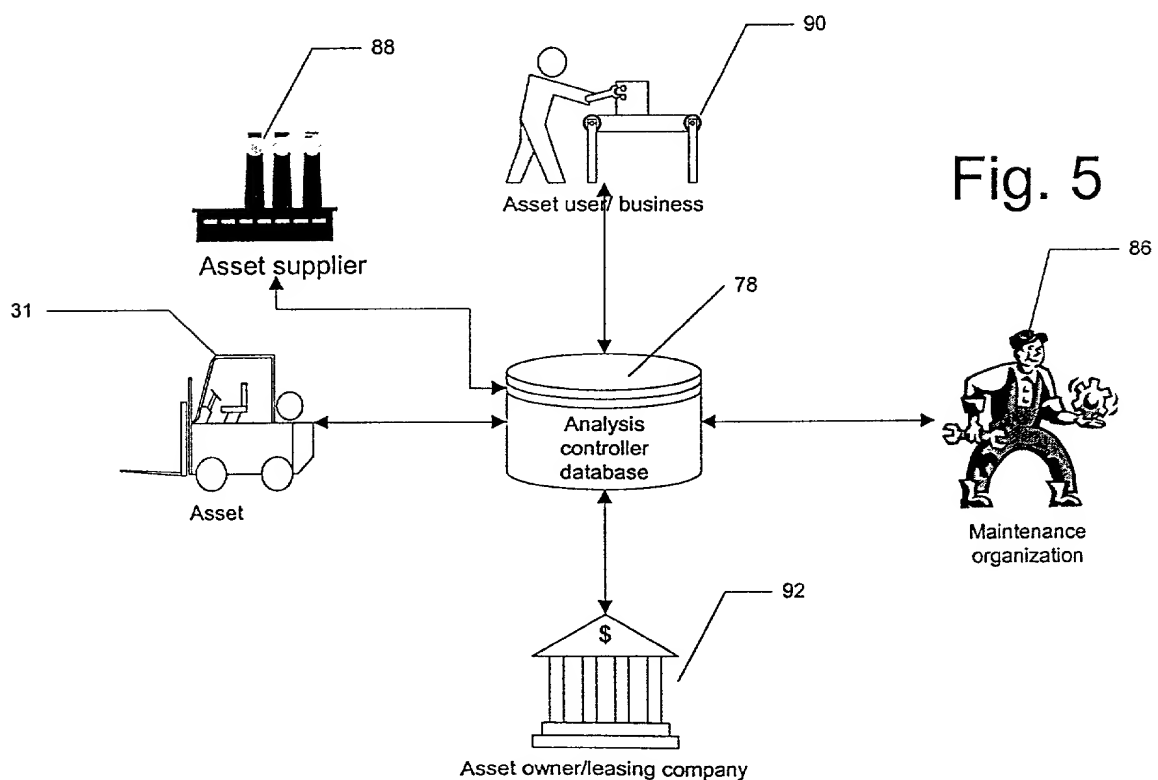 88
90
Fig. 5
Asset user/ business
Asset supplier
86
31
78
Analysis
controller
database
Asset
Maintenance
organization
92
$
Asset owner/leasing company